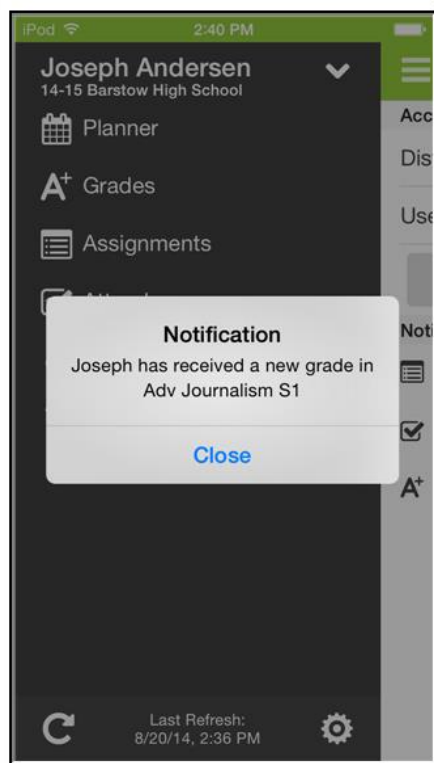 iPod 2:40 PM
Joseph Andersen
14-15 Barstow High School
Planner
A+ Grades
Assignments
Notification
Joseph has received a new grade in
Adv Journalism S1
Close
Last Refresh:
8/20/14, 2:36 PM
Acc
Dis
Use
Noti
A+